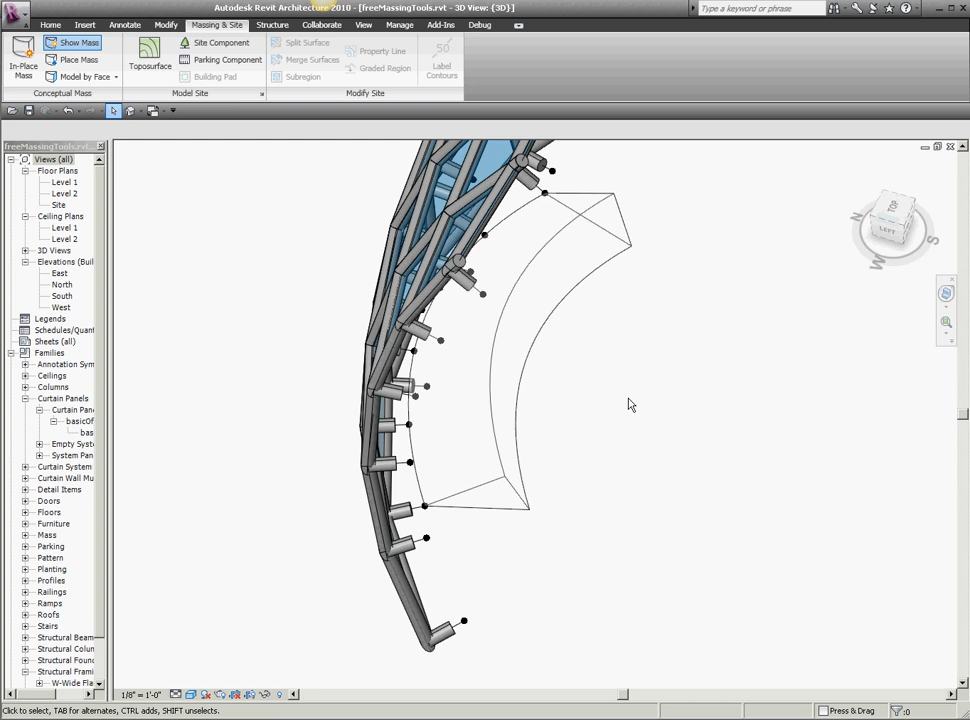 Autodesk Revit Architecture 2010 - [freeMassingTools.rvt - 3D View: {3D}]
Type a keyword or phrase
Home Insert Annotate Modify Massing & Site Structure Collaborate View Manage Add-Ins
In-Place Mass
Show Mass
Place Mass
Model by Face
Conceptual Mass
Toposurface
Site Component
Parking Component
Building Pad
Model Site
Split Surface
Merge Surfaces
Subregion
Property Line
Graded Region
50
Label Contours
Modify Site
freeMassingTools.rvt...
Views (all)
Floor Plans
Level 1
Level 2
Site
Ceiling Plans
Level 1
Level 2
3D Views
Elevations (Buil
East
North
South
West
Legends
Schedules/Quant
Sheets (all)
Families
Annotation Sym
Ceilings
Columns
Curtain Panels
Curtain Pan
basicOf
bas
Empty Syst
System Pan
Curtain System
Curtain Wall Mu
Detail Items
Doors
Floors
Furniture
Mass
Parking
Pattern
Planting
Profiles
Railings
Ramps
Roofs
Stairs
Structural Beam
Structural Colum
Structural Found
Structural Frami
W-Wide Fla
TOP
LEFT
N
S
W
1/8" = 1'-0"
Click to select, TAB for alternates, CTRL adds, SHIFT unselects.
Press & Drag
:0